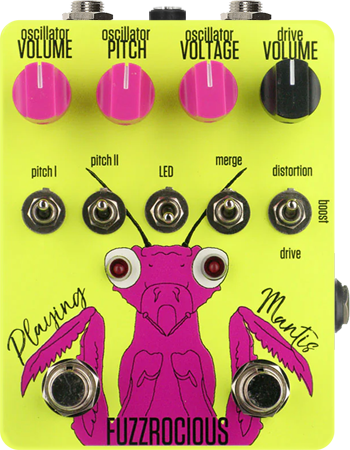 oscillator VOLUME
oscillator PITCH
oscillator VOLTAGE
drive VOLUME
pitch I
pitch II
LED
merge
distortion
boost
drive
Playing
Mantis
FUZZROCIOUS